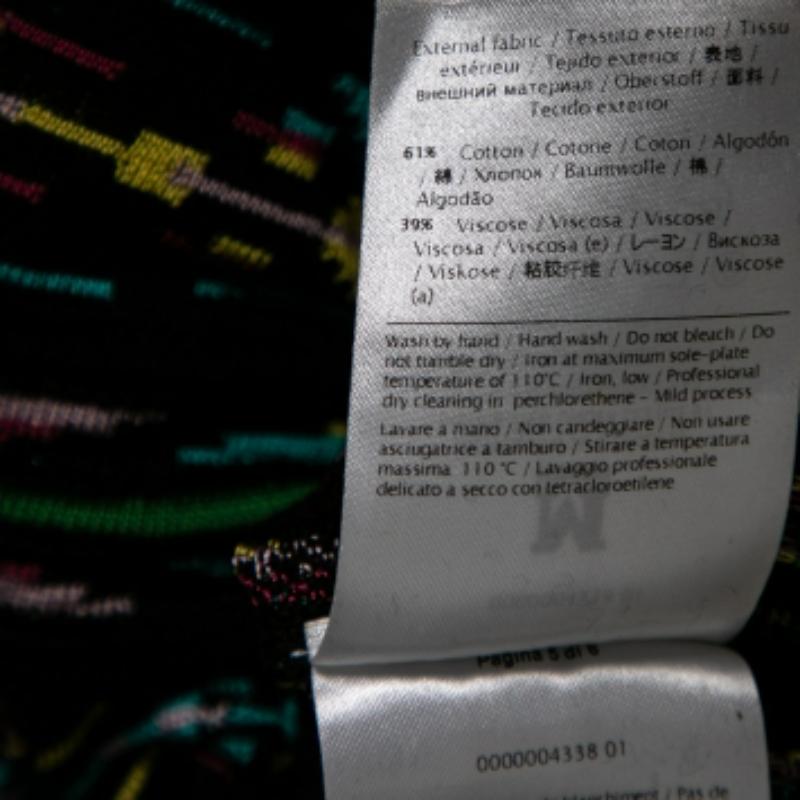 External fabric / Tessuto esterno / Tissu
extérieur / Tejido exterior / 表地 /
внешний материал / Oberstoff / 面料 /
Tecido exterior
61% Cotton / Cotone / Coton / Algodón
/ 綿 / Хлопок / Baumwolle / 棉 /
Algodão
39% Viscose / Viscosa / Viscose /
Viscosa / Viscosa (e) / レーヨン / Вискоза
/ Viskose / 粘胶纤维 / Viscose / Viscose
(a)
Wash by hand / Hand wash / Do not bleach / Do
not tumble dry / Iron at maximum sole-plate
temperature of 110°C / Iron, low / Professional
dry cleaning in perchlorethene - Mild process
Lavare a mano / Non candeggiare / Non usare
asciugatrice a tamburo / Stirare a temperatura
massima 110 °C / Lavaggio professionale
delicato a secco con tetracloroetilene
Pagina 5 di 6
0000004338 01
/ Pas de